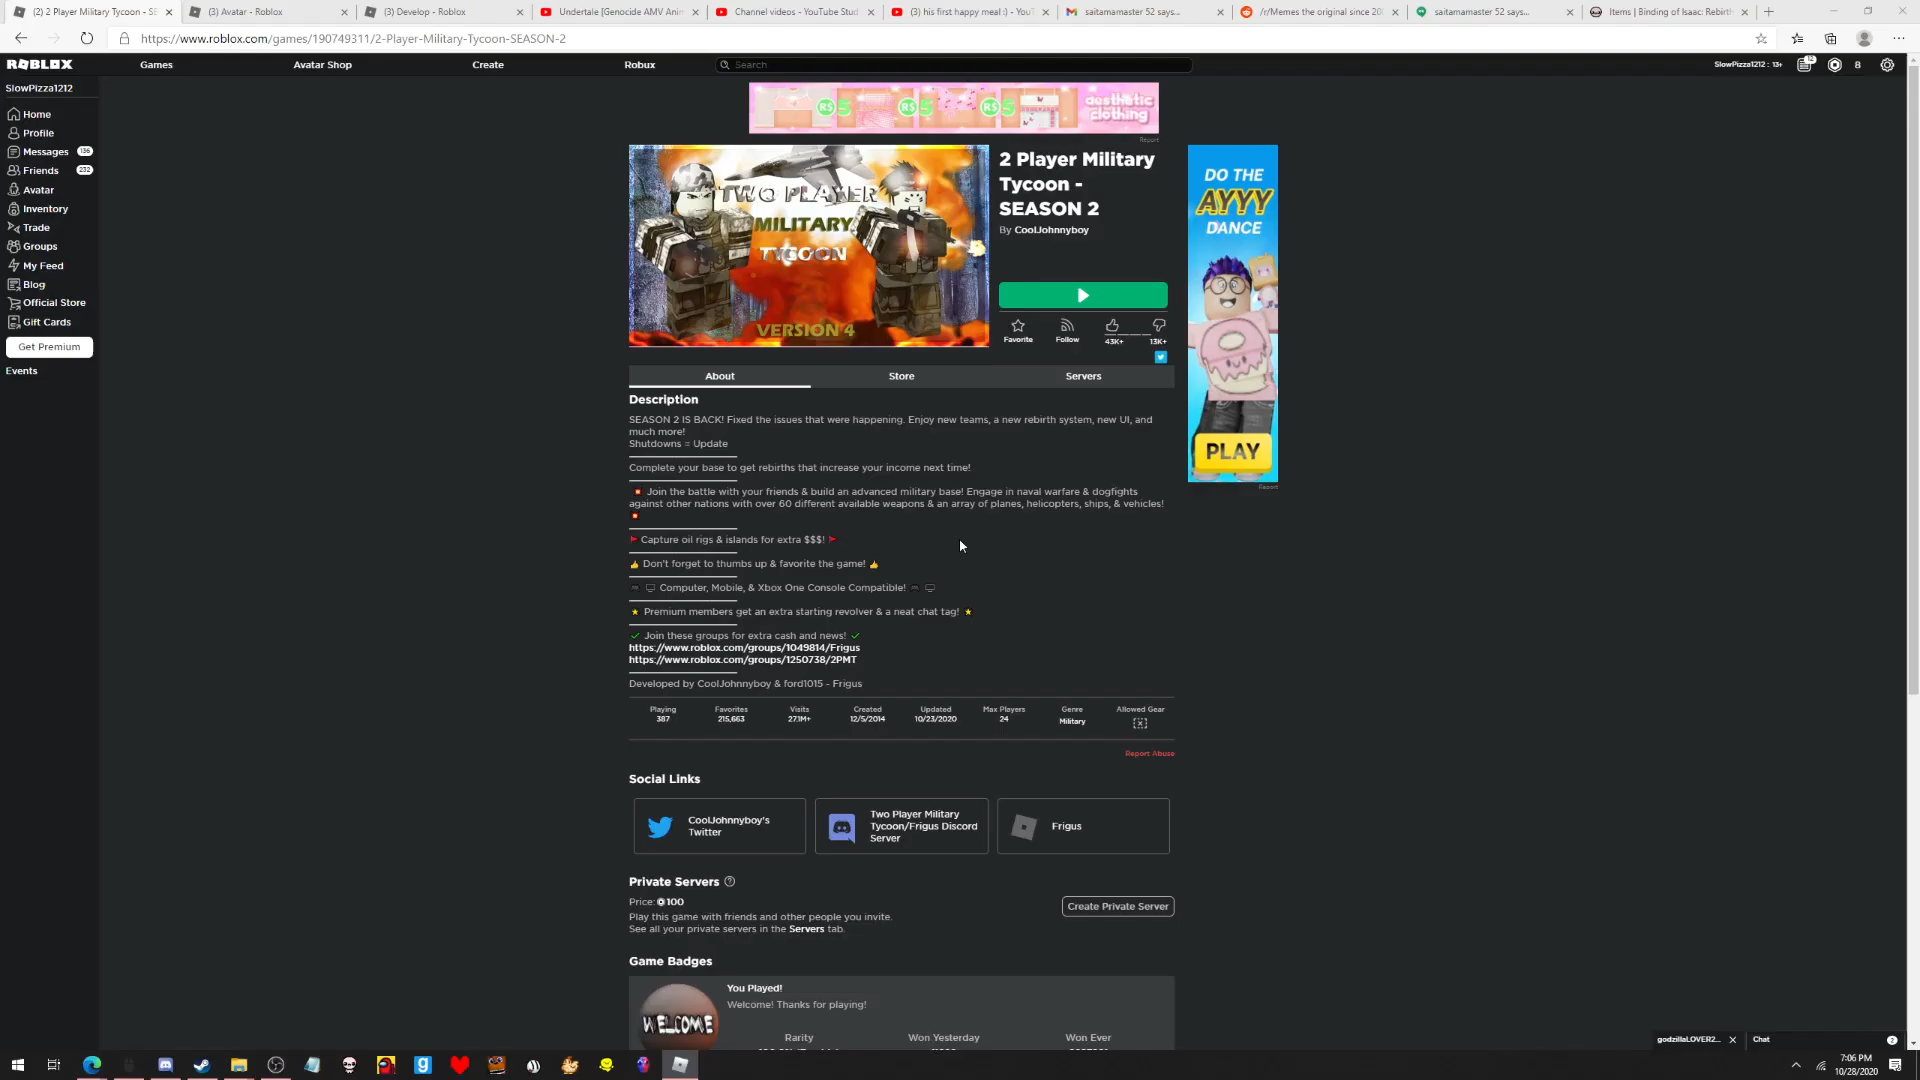 (2) 2 Player Military Tycoon - SE
(3) Avatar - Roblox
(3) Develop - Roblox
Undertale [Genocide AMV Ani
Channel videos - YouTube Stud
(3) his first happy meal :) - YouT
saitamamaster 52 says...
/r/Memes the original since 20
saitamamaster 52 says...
Items | Binding of Isaac: Rebirth
https://www.roblox.com/games/190749311/2-Player-Military-Tycoon-SEASON-2
ROBLOX
Games
Avatar Shop
Create
Robux
Search
SlowPizza1212 : 13+
12
8
SlowPizza1212
Home
Profile
Messages 136
Friends 232
Avatar
Inventory
Trade
Groups
My Feed
Blog
Official Store
Gift Cards
Get Premium
Events
R$ 5 R$ 5 R$ 5
aesthetic
clothing
Report
TWO PLAYER
MILITARY
TYCOON
VERSION 4
2 Player Military
Tycoon -
SEASON 2
By CoolJohnnyboy
Favorite
Follow
43K+
13K+
DO THE
AYYY
DANCE
PLAY
Report
About
Store
Servers
Description
SEASON 2 IS BACK! Fixed the issues that were happening. Enjoy new teams, a new rebirth system, new UI, and
much more!
Shutdowns = Update
Complete your base to get rebirths that increase your income next time!
💥 Join the battle with your friends & build an advanced military base! Engage in naval warfare & dogfights
against other nations with over 60 different available weapons & an array of planes, helicopters, ships, & vehicles!
💥
🚩 Capture oil rigs & islands for extra $$$! 🚩
👍 Don't forget to thumbs up & favorite the game! 👍
🎮 🖥 Computer, Mobile, & Xbox One Console Compatible! 🎮 🖥
⭐ Premium members get an extra starting revolver & a neat chat tag! ⭐
✔ Join these groups for extra cash and news! ✔
https://www.roblox.com/groups/1049814/Frigus
https://www.roblox.com/groups/1250738/2PMT
Developed by CoolJohnnyboy & ford1015 - Frigus
Playing
387
Favorites
215,663
Visits
27.1M+
Created
12/5/2014
Updated
10/23/2020
Max Players
24
Genre
Military
Allowed Gear
Report Abuse
Social Links
CoolJohnnyboy's
Twitter
Two Player Military
Tycoon/Frigus Discord
Server
Frigus
Private Servers
Price: 100
Play this game with friends and other people you invite.
See all your private servers in the Servers tab.
Create Private Server
Game Badges
WELCOME
You Played!
Welcome! Thanks for playing!
Rarity
Won Yesterday
Won Ever
godzillaLOVER2...
Chat
2
7:06 PM
10/28/2020